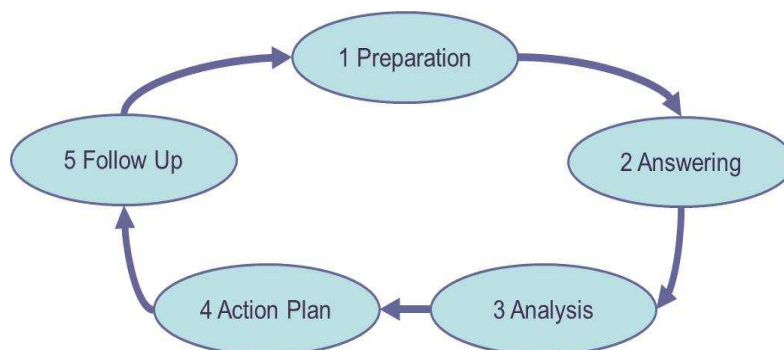 1 Preparation
2 Answering
3 Analysis
4 Action Plan
5 Follow Up